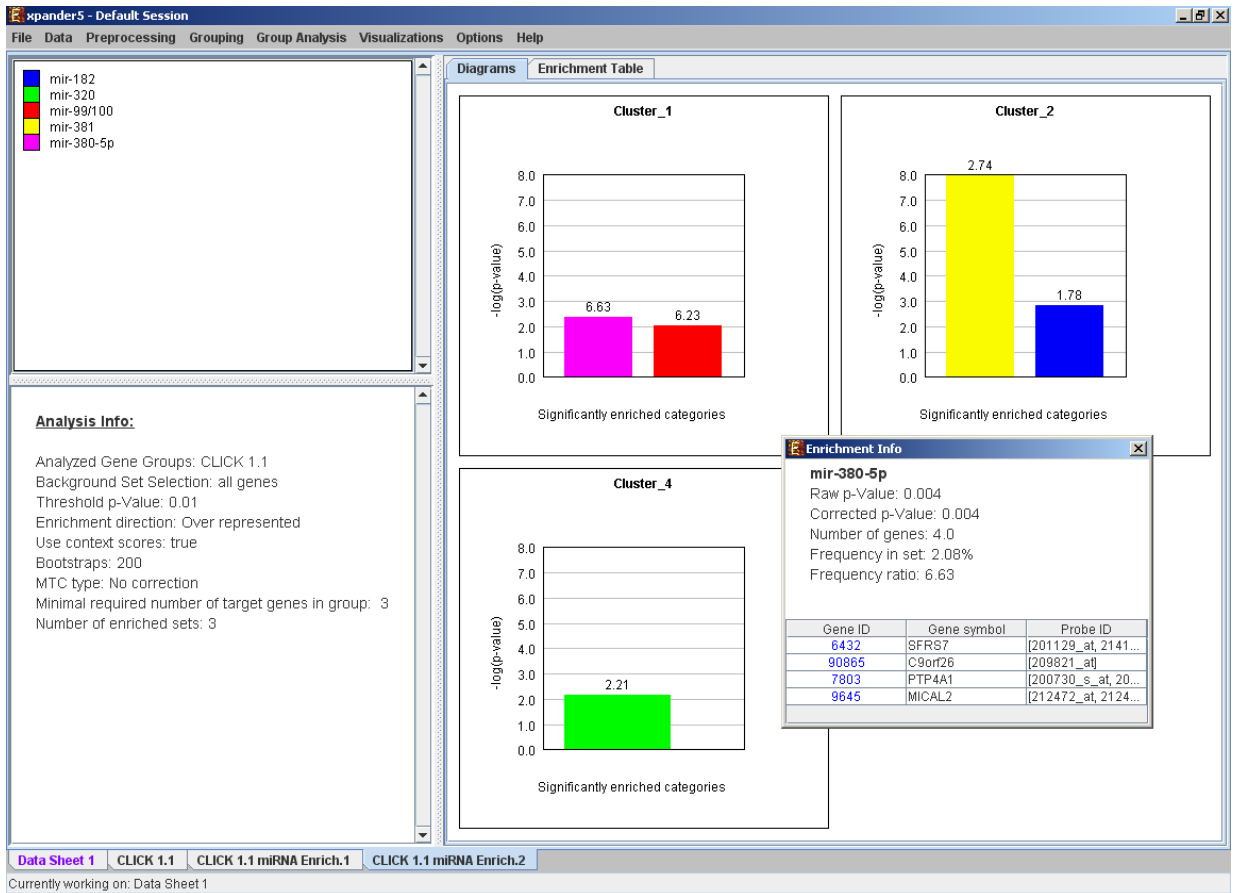 xpander5 - Default Session
File Data Preprocessing Grouping Group Analysis Visualizations Options Help
mir-182
mir-320
mir-99/100
mir-381
mir-380-5p
Analysis Info:
Analyzed Gene Groups: CLICK 1.1
Background Set Selection: all genes
Threshold p-Value: 0.01
Enrichment direction: Over represented
Use context scores: true
Bootstraps: 200
MTC type: No correction
Minimal required number of target genes in group: 3
Number of enriched sets: 3
Diagrams Enrichment Table
Cluster_1
8.0
7.0
6.0
5.0
4.0
3.0
2.0
1.0
0.0
-log(p-value)
6.63
6.23
Significantly enriched categories
Cluster_2
8.0
7.0
6.0
5.0
4.0
3.0
2.0
1.0
0.0
-log(p-value)
2.74
1.78
Significantly enriched categories
Cluster_4
8.0
7.0
6.0
5.0
4.0
3.0
2.0
1.0
0.0
-log(p-value)
2.21
Significantly enriched categories
Enrichment Info
mir-380-5p
Raw p-Value: 0.004
Corrected p-Value: 0.004
Number of genes: 4.0
Frequency in set: 2.08%
Frequency ratio: 6.63
Gene ID Gene symbol Probe ID
6432 SFRS7 [201129_at, 2141...
90865 C9orf26 [209821_at]
7803 PTP4A1 [200730_s_at, 20...
9645 MICAL2 [212472_at, 2124...
Data Sheet 1 CLICK 1.1 CLICK 1.1 miRNA Enrich.1 CLICK 1.1 miRNA Enrich.2
Currently working on: Data Sheet 1